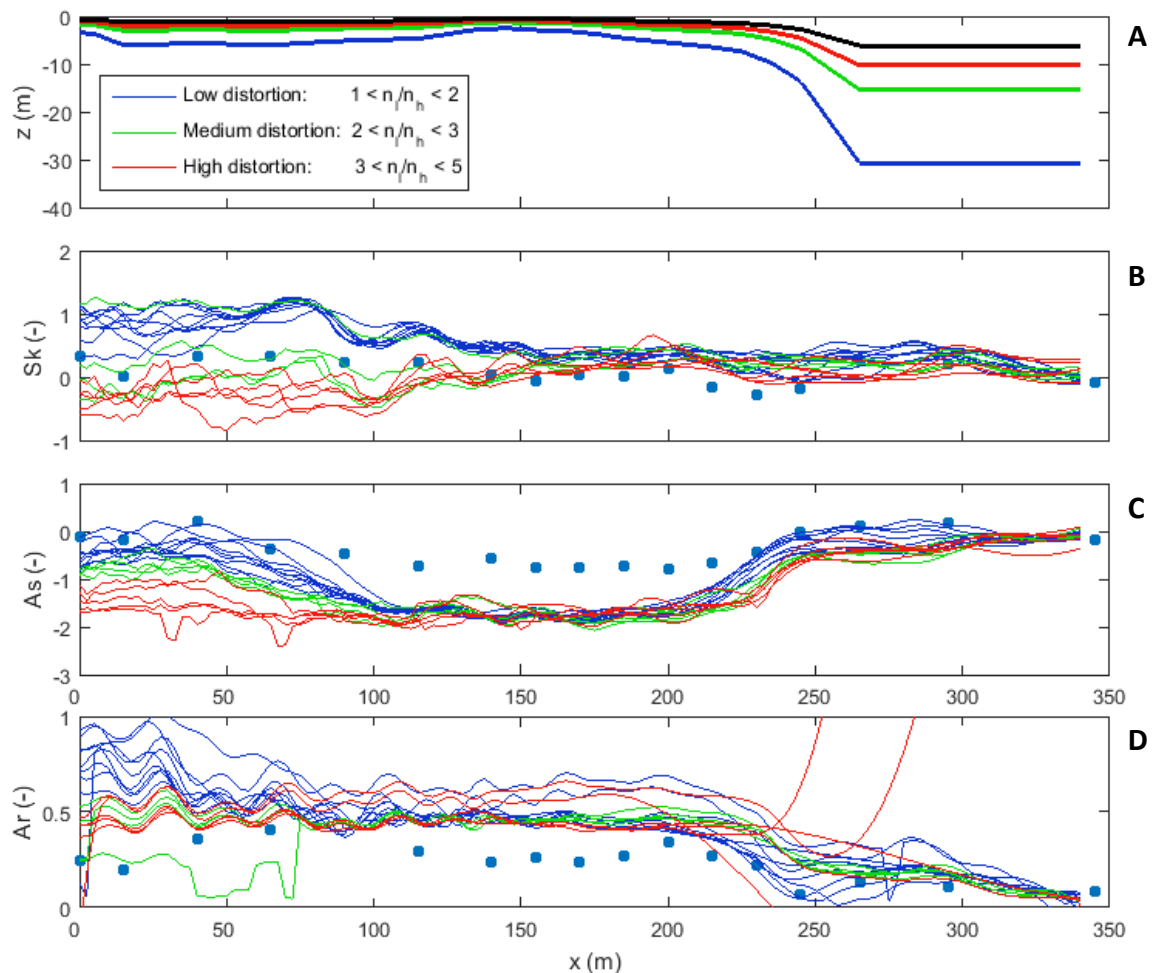 0
-10
-20
-30
-40
z (m)
A
Low distortion: 1 < n_l/n_h < 2
Medium distortion: 2 < n_l/n_h < 3
High distortion: 3 < n_l/n_h < 5
2
1
0
-1
Sk (-)
B
1
0
-1
-2
-3
As (-)
C
0 50 100 150 200 250 300 350
1
0.5
0
Ar (-)
D
x (m)